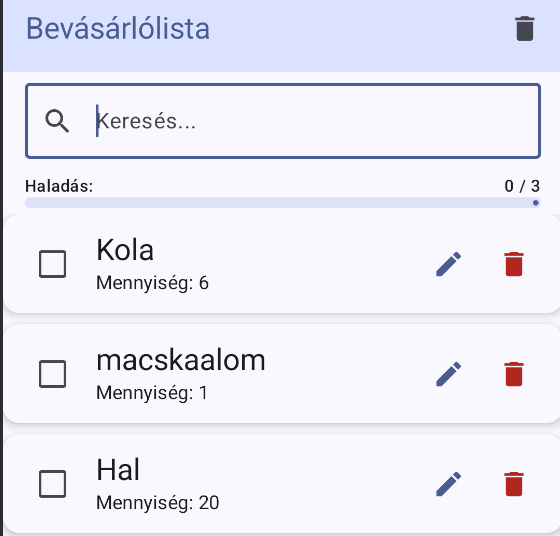 Bevásárlólista
Keresés...
Haladás: 0 / 3
Kola
Mennyiség: 6
macskaalom
Mennyiség: 1
Hal
Mennyiség: 20